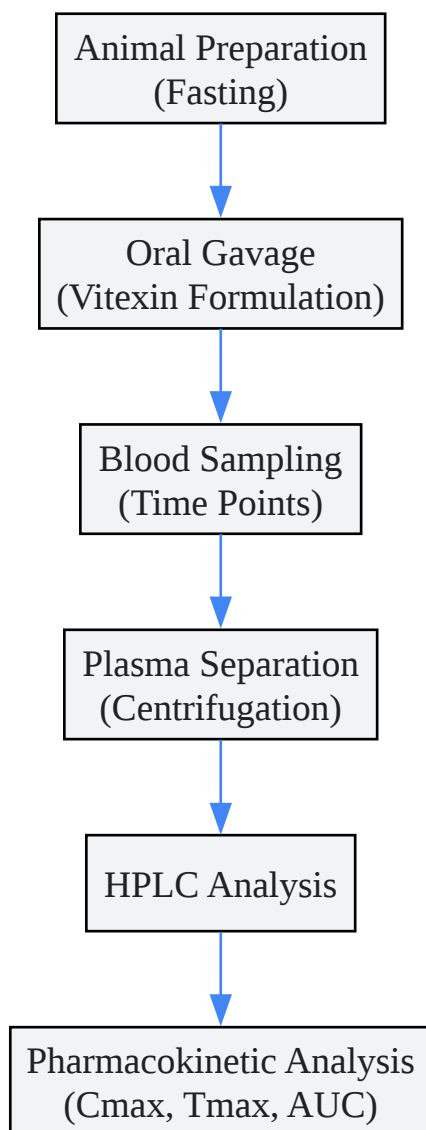 Animal Preparation
(Fasting)
Oral Gavage
(Vitexin Formulation)
Blood Sampling
(Time Points)
Plasma Separation
(Centrifugation)
HPLC Analysis
Pharmacokinetic Analysis
(Cmax, Tmax, AUC)